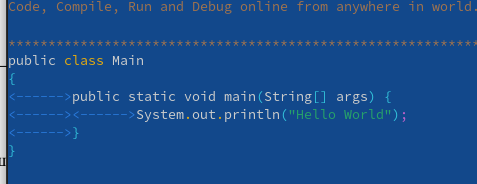 Code, Compile, Run and Debug online from anywhere in world.
*******************************************************************
public class Main
{
<------>public static void main(String[] args) {
<------><------>System.out.println("Hello World");
<------>}
}